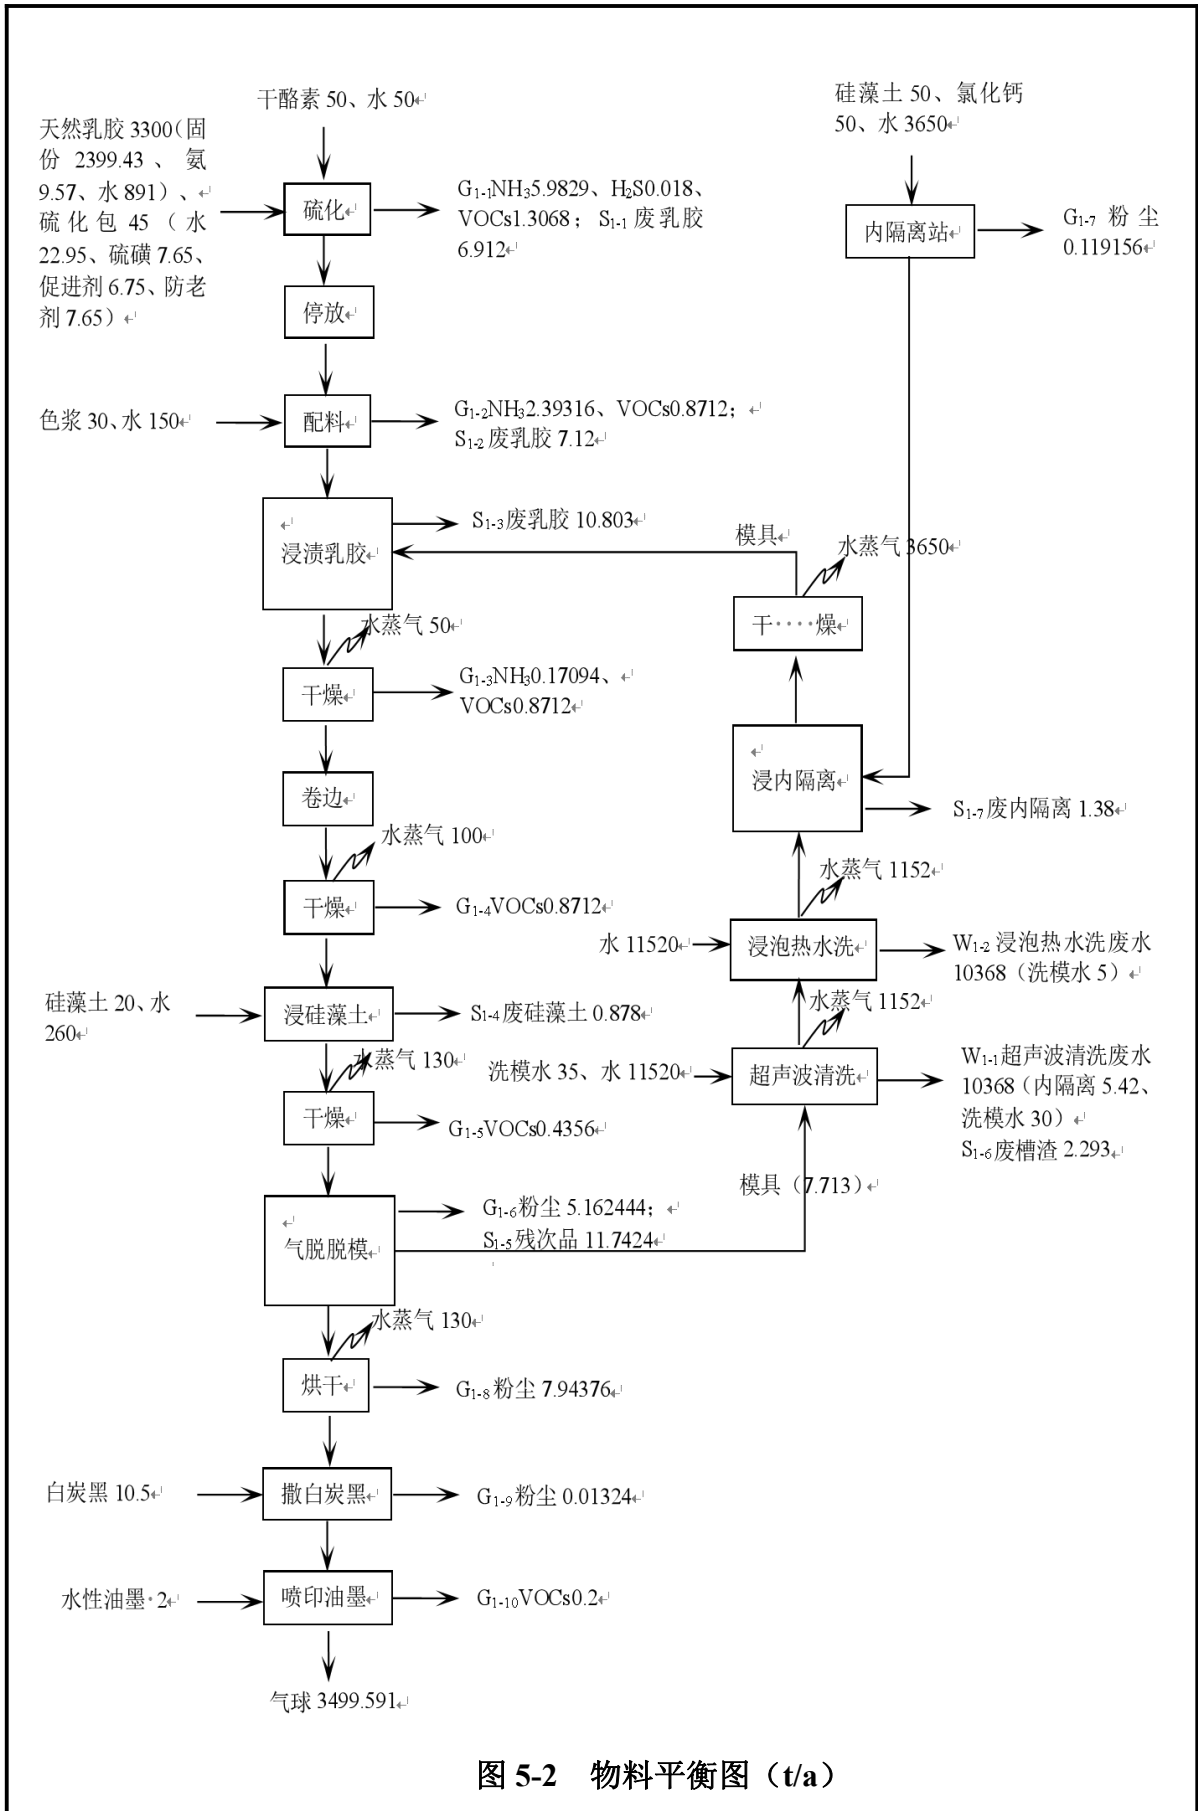 干酪素 50、水 50
天然乳胶 3300（固
份 2399.43 、 氨
9.57、水 891）、
硫 化 包 45 （ 水
22.95、硫磺 7.65、
促进剂 6.75、防老
剂 7.65）
硫化
G1-1NH35.9829、H2S0.018、
VOCs1.3068； S1-1 废乳胶
6.912
停放
色浆 30、水 150
配料
G1-2NH32.39316、VOCs0.8712；
S1-2 废乳胶 7.12
浸渍乳胶
S1-3 废乳胶 10.803
水蒸气 50
干燥
G1-3NH30.17094、
VOCs0.8712
卷边
水蒸气 100
干燥
G1-4VOCs0.8712
硅藻土 20、水
260
浸硅藻土
S1-4 废硅藻土 0.878
水蒸气 130
干燥
G1-5VOCs0.4356
气脱脱模
G1-6 粉尘 5.162444；
S1-5 残次品 11.7424
水蒸气 130
烘干
G1-8 粉尘 7.94376
白炭黑 10.5
撒白炭黑
G1-9 粉尘 0.01324
水性油墨·2
喷印油墨
G1-10VOCs0.2
气球 3499.591
硅藻土 50、氯化钙
50、水 3650
内隔离站
G1-7 粉 尘
0.119156
模具
水蒸气 3650
干····燥
浸内隔离
S1-7 废内隔离 1.38
水蒸气 1152
水 11520
浸泡热水洗
W1-2 浸泡热水洗废水
10368（洗模水 5）
水蒸气 1152
洗模水 35、水 11520
超声波清洗
W1-1 超声波清洗废水
10368（内隔离 5.42、
洗模水 30）
S1-6 废槽渣 2.293
模具（7.713）
图 5-2 物料平衡图（t/a）